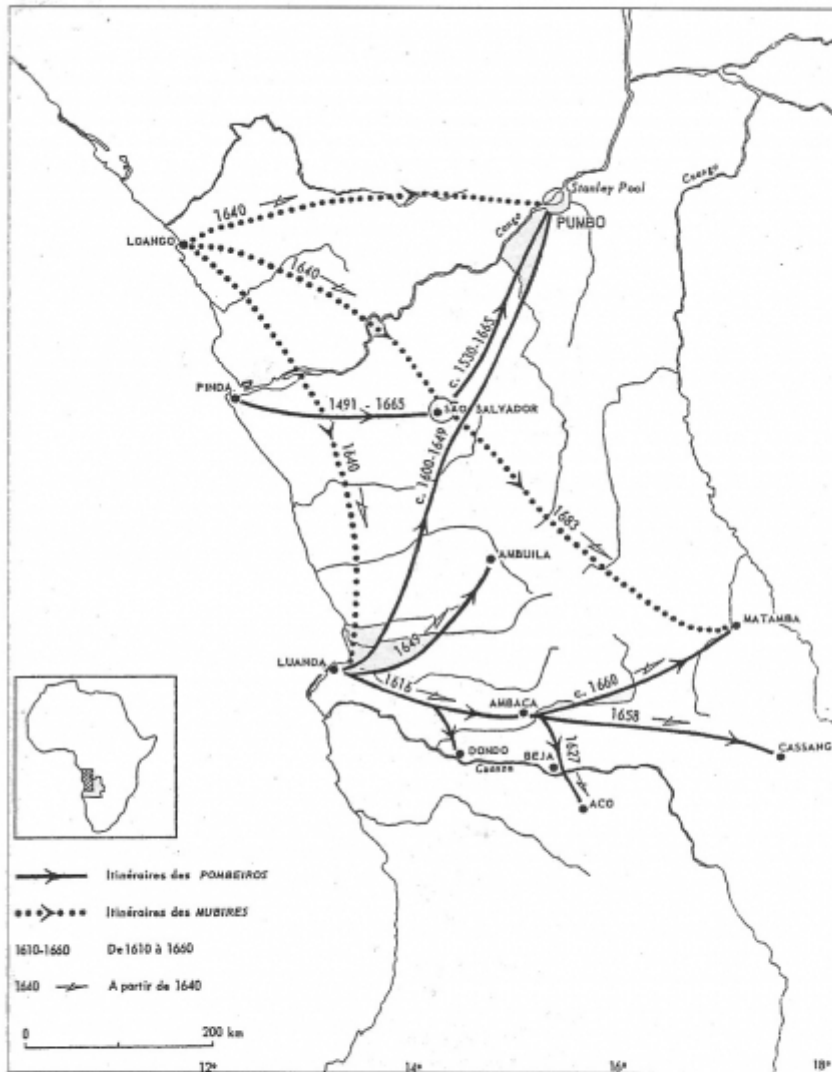 Stanley Pool
Cuango
Congo
PUMBO
1640
LOANGO
1640
c. 1530-1665
PINDA
1491 - 1665
SAO SALVADOR
1640
c. 1600-1649
1683
AMBUILA
MATAMBA
1649
LUANDA
1616
c. 1660
AMBACA
1658
DONDO
BEJA
1627
CASSANG
Cuanza
ACO
Itinéraires des POMBEIROS
Itinéraires des MUBIRES
1610-1660 De 1610 à 1660
1640 A partir de 1640
0 200 km
12° 14° 16° 18°